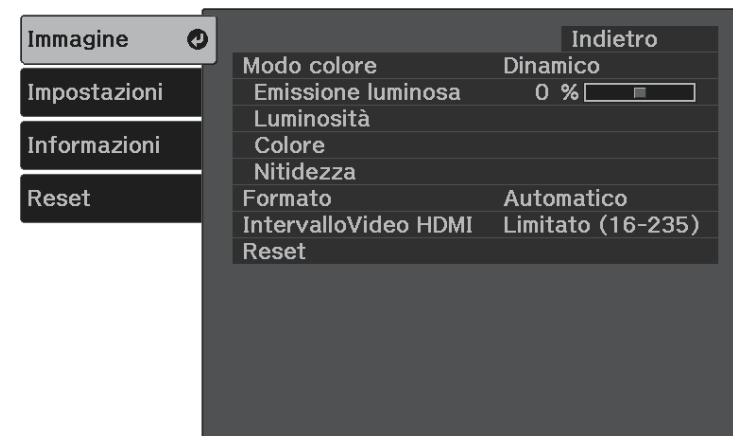 Immagine
Impostazioni
Informazioni
Reset
Indietro
Modo colore Dinamico
Emissione luminosa 0 %
Luminosità
Colore
Nitidezza
Formato Automatico
IntervalloVideo HDMI Limitato (16-235)
Reset